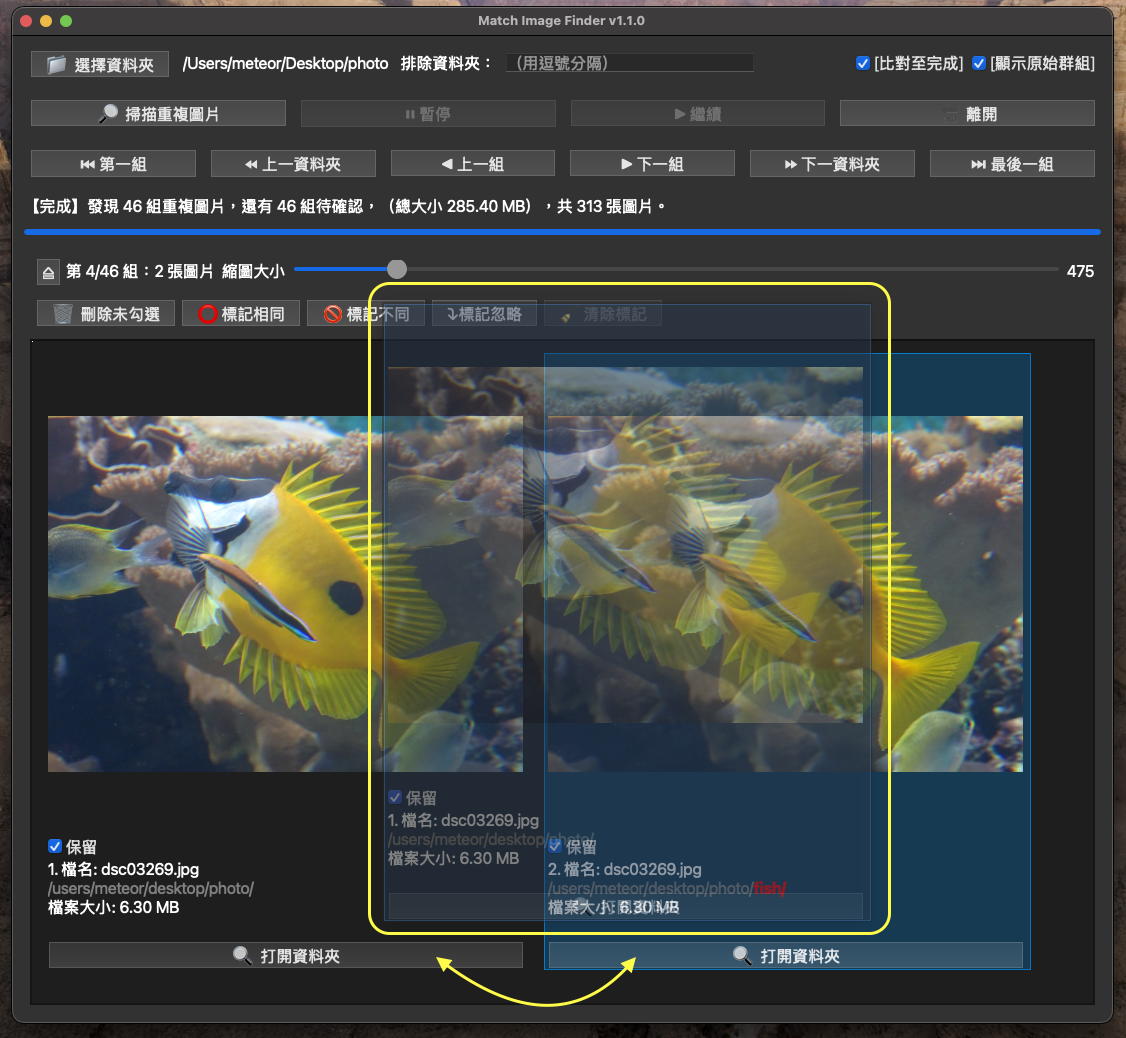 Match Image Finder v1.1.0
選擇資料夾 /Users/meteor/Desktop/photo 排除資料夾： (用逗號分隔) [比對至完成] [顯示原始群組]
掃描重複圖片 暫停 繼續 離開
第一組 上一資料夾 上一組 下一組 下一資料夾 最後一組
【完成】發現 46 組重複圖片，還有 46 組待確認，（總大小 285.40 MB），共 313 張圖片。
第 4/46 組：2 張圖片 縮圖大小 475
刪除未勾選 標記相同 標記不同 標記忽略 清除標記
保留
1. 檔名: dsc03269.jpg
/users/meteor/desktop/photo/
檔案大小: 6.30 MB
打開資料夾
保留
1. 檔名: dsc03269.jpg
/users/meteor/desktop/photo/
檔案大小: 6.30 MB
打開資料夾
保留
2. 檔名: dsc03269.jpg
/users/meteor/desktop/photo/fish/
檔案大小: 6.30 MB
打開資料夾